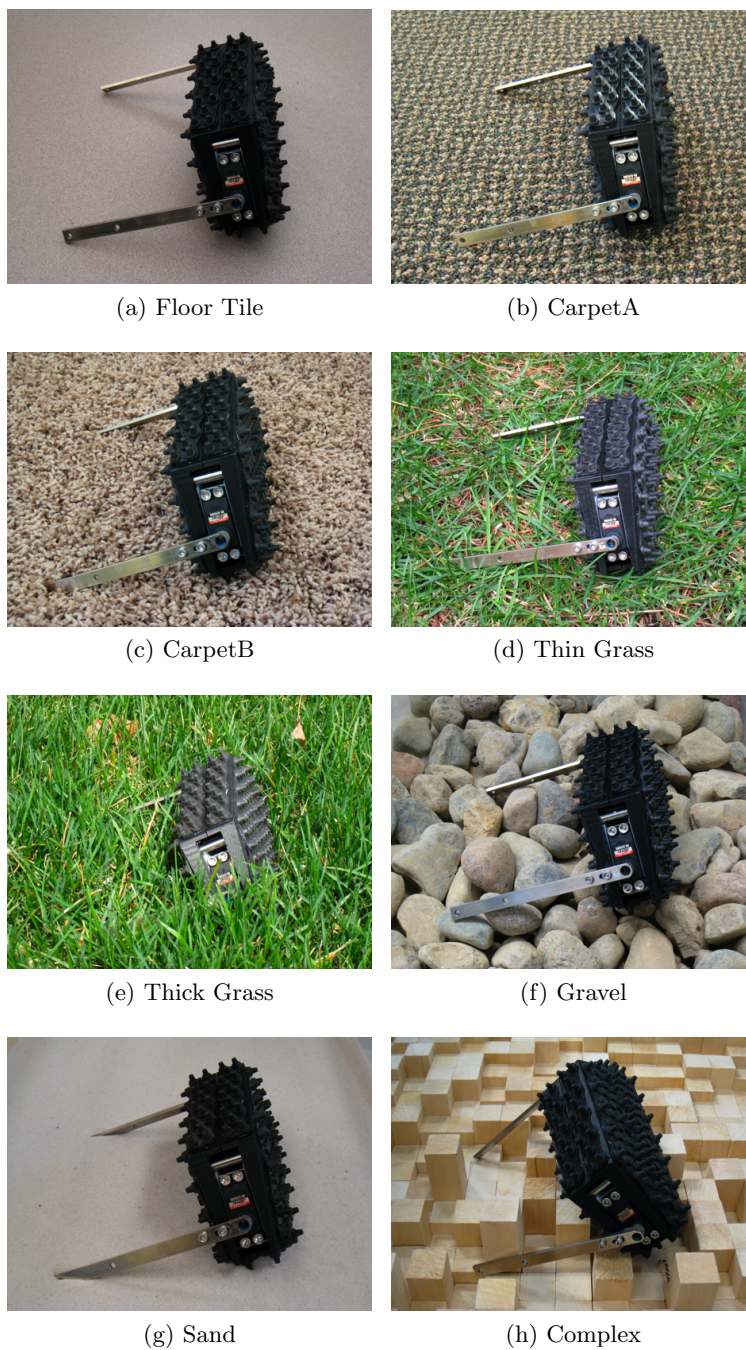 (a) Floor Tile
(b) CarpetA
(c) CarpetB
(d) Thin Grass
(e) Thick Grass
(f) Gravel
(g) Sand
(h) Complex